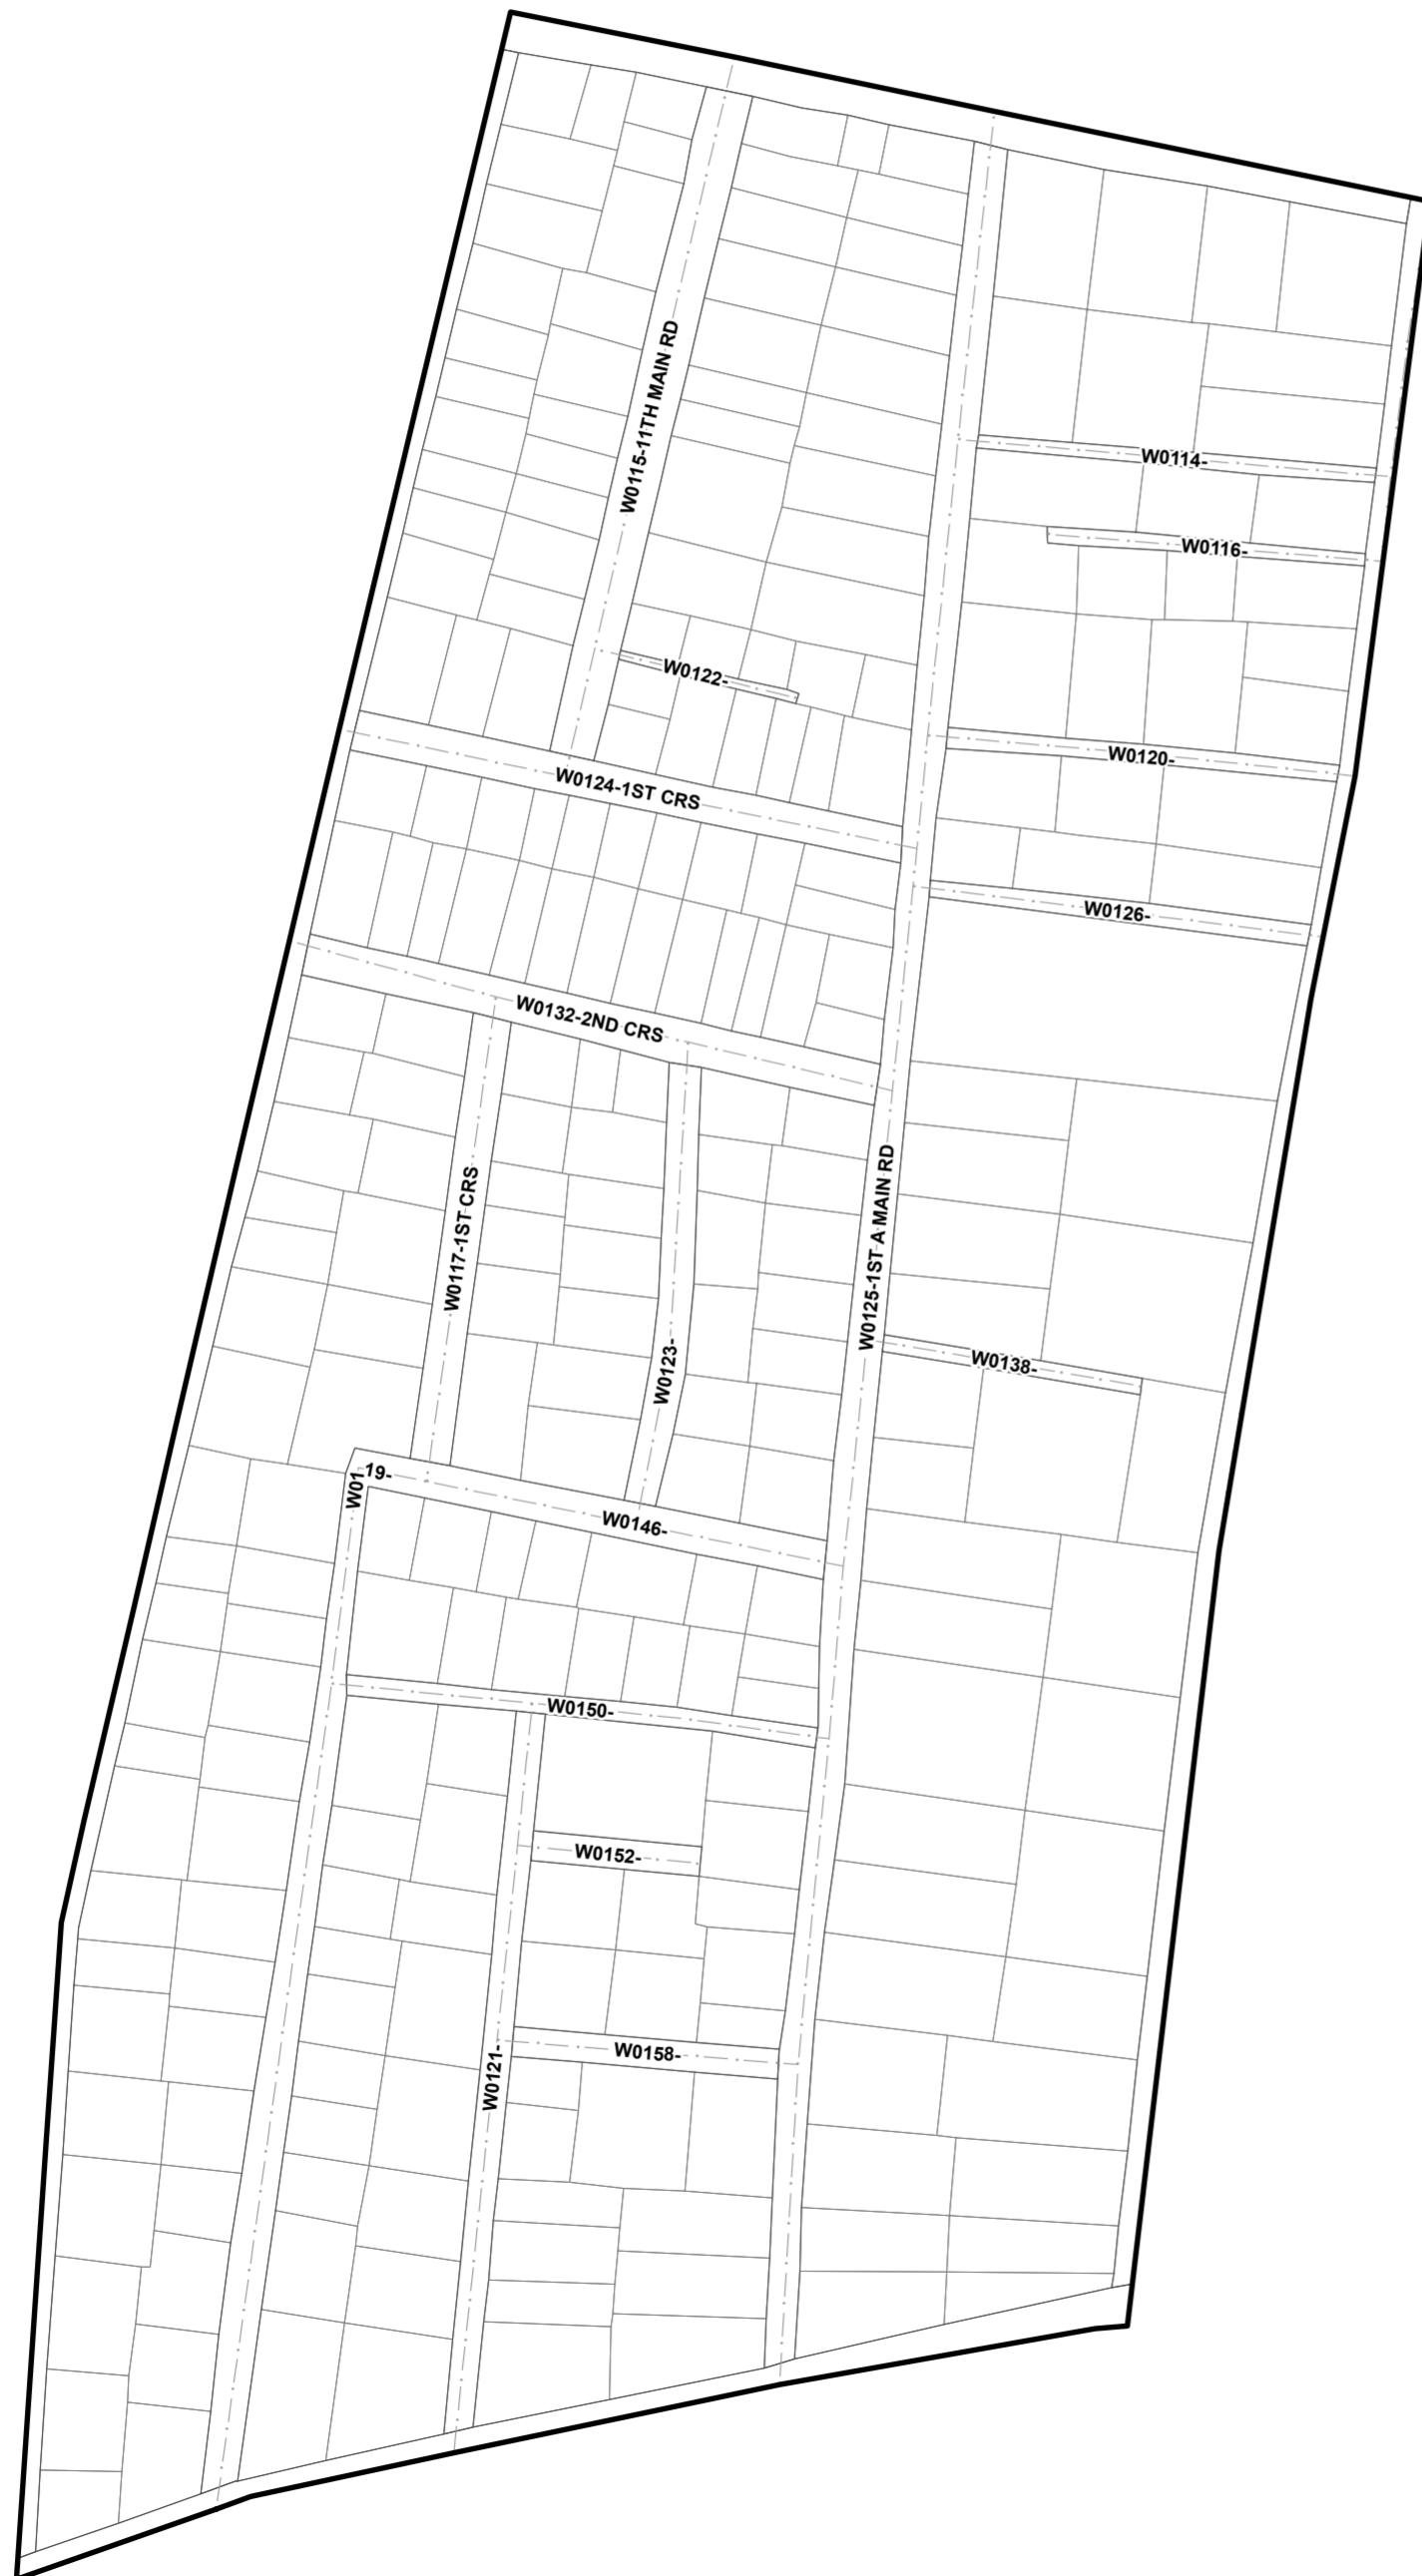 W0115-11TH MAIN RD
W0114-
W0116-
W0122-
W0120-
W0124-1ST CRS
W0126-
W0132-2ND CRS
W0117-1ST CRS
W0125-1ST A MAIN RD
W0123-
W0138-
W0119-
W0146-
W0150-
W0152-
W0121-
W0158-